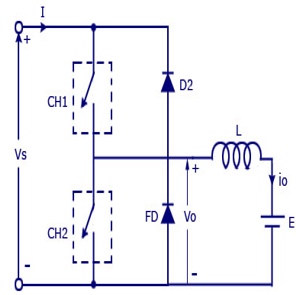 I
+
CH1
D2
L
Vs
+
io
CH2
FD
Vo
E
-
-